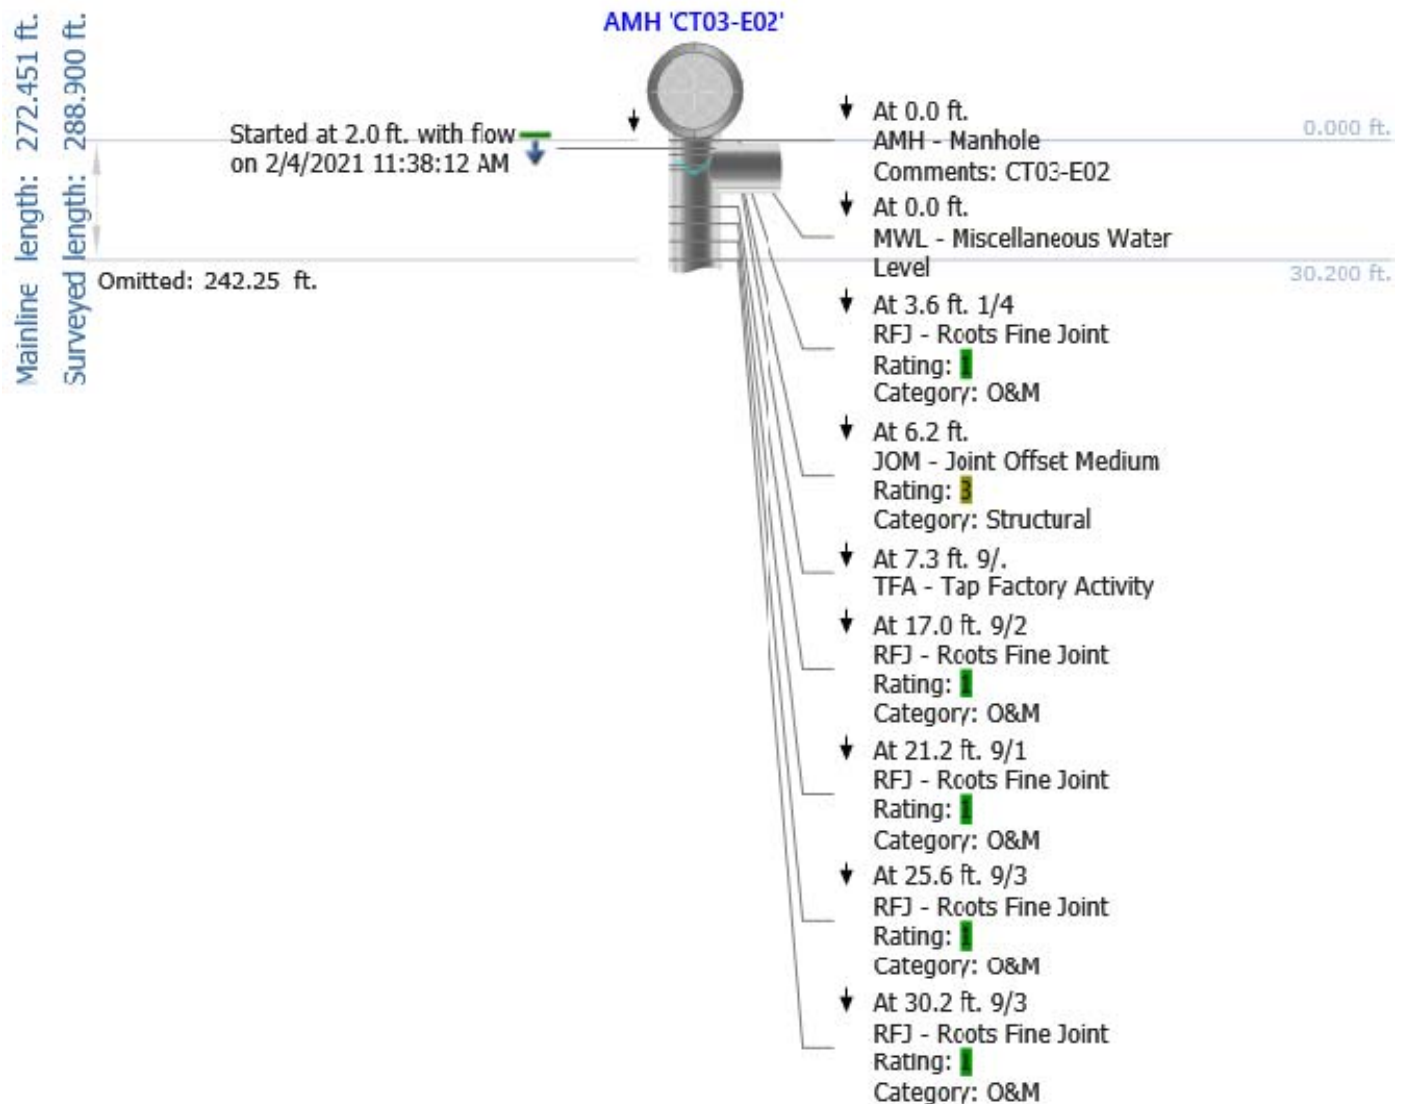 Mainline length: 272.451 ft.
Surveyed length: 288.900 ft.
AMH 'CT03-E02'
Started at 2.0 ft. with flow
on 2/4/2021 11:38:12 AM
0.000 ft.
Omitted: 242.25 ft.
30.200 ft.
At 0.0 ft.
AMH - Manhole
Comments: CT03-E02
At 0.0 ft.
MWL - Miscellaneous Water
Level
At 3.6 ft. 1/4
RFJ - Roots Fine Joint
Rating: 1
Category: O&M
At 6.2 ft.
JOM - Joint Offset Medium
Rating: 3
Category: Structural
At 7.3 ft. 9/.
TFA - Tap Factory Activity
At 17.0 ft. 9/2
RFJ - Roots Fine Joint
Rating: 1
Category: O&M
At 21.2 ft. 9/1
RFJ - Roots Fine Joint
Rating: 1
Category: O&M
At 25.6 ft. 9/3
RFJ - Roots Fine Joint
Rating: 1
Category: O&M
At 30.2 ft. 9/3
RFJ - Roots Fine Joint
Rating: 1
Category: O&M